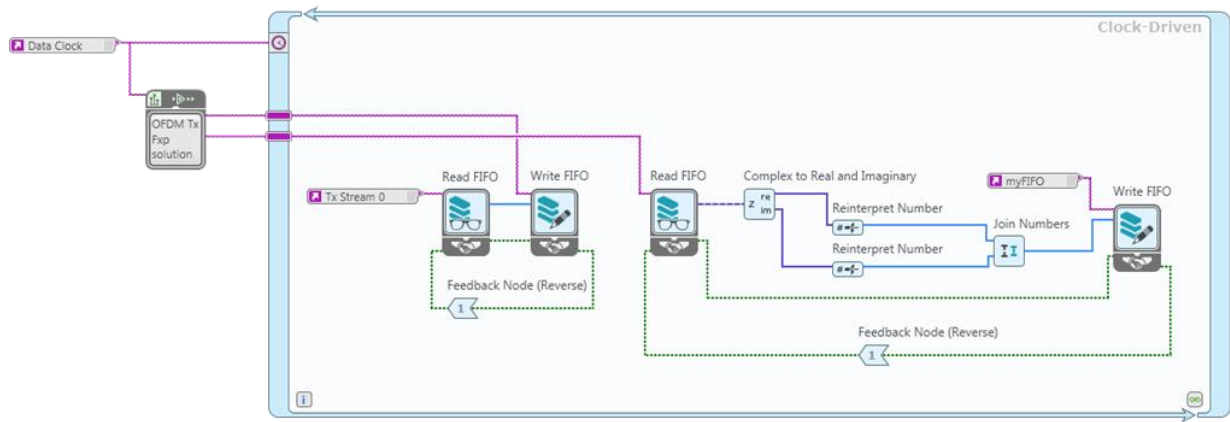 Clock-Driven
Data Clock
OFDM Tx
Fxp
solution
Read FIFO
Write FIFO
Read FIFO
Complex to Real and Imaginary
myFIFO
Write FIFO
Tx Stream 0
z re
im
Reinterpret Number
Join Numbers
Reinterpret Number
Feedback Node (Reverse)
1
Feedback Node (Reverse)
1
i